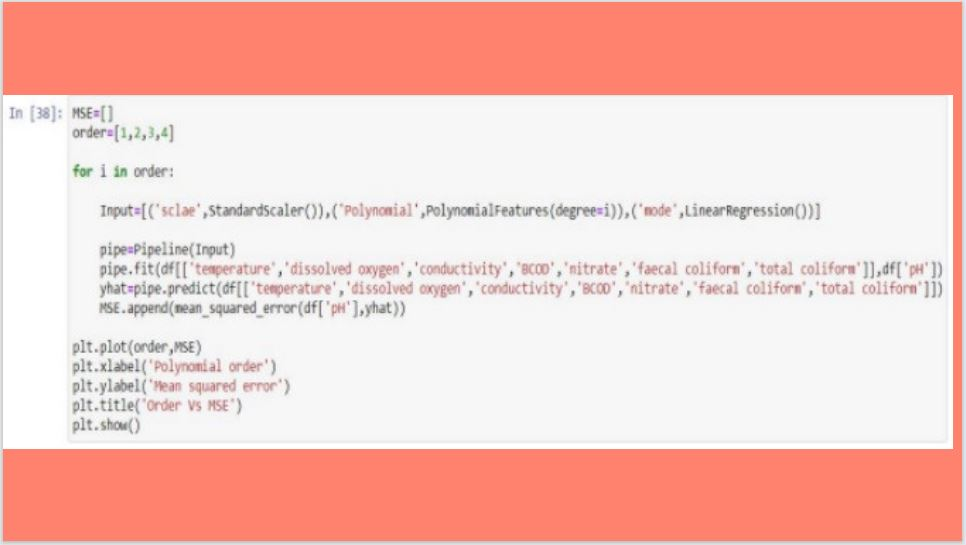 In [38]: MSE=[]
order=[1,2,3,4]
for i in order:
Input=[('sclae',StandardScaler()),('Polynomial',PolynomialFeatures(degree=i)),('mode',LinearRegression())]
pipe=Pipeline(Input)
pipe.fit(df[['temperature','dissolved oxygen','conductivity','BCOD','nitrate','faecal coliform','total coliform']],df['pH'])
yhat=pipe.predict(df[['temperature','dissolved oxygen','conductivity','BCOD','nitrate','faecal coliform','total coliform']])
MSE.append(mean_squared_error(df['pH'],yhat))
plt.plot(order,MSE)
plt.xlabel('Polynomial order')
plt.ylabel('Mean squared error')
plt.title('Order Vs MSE')
plt.show()